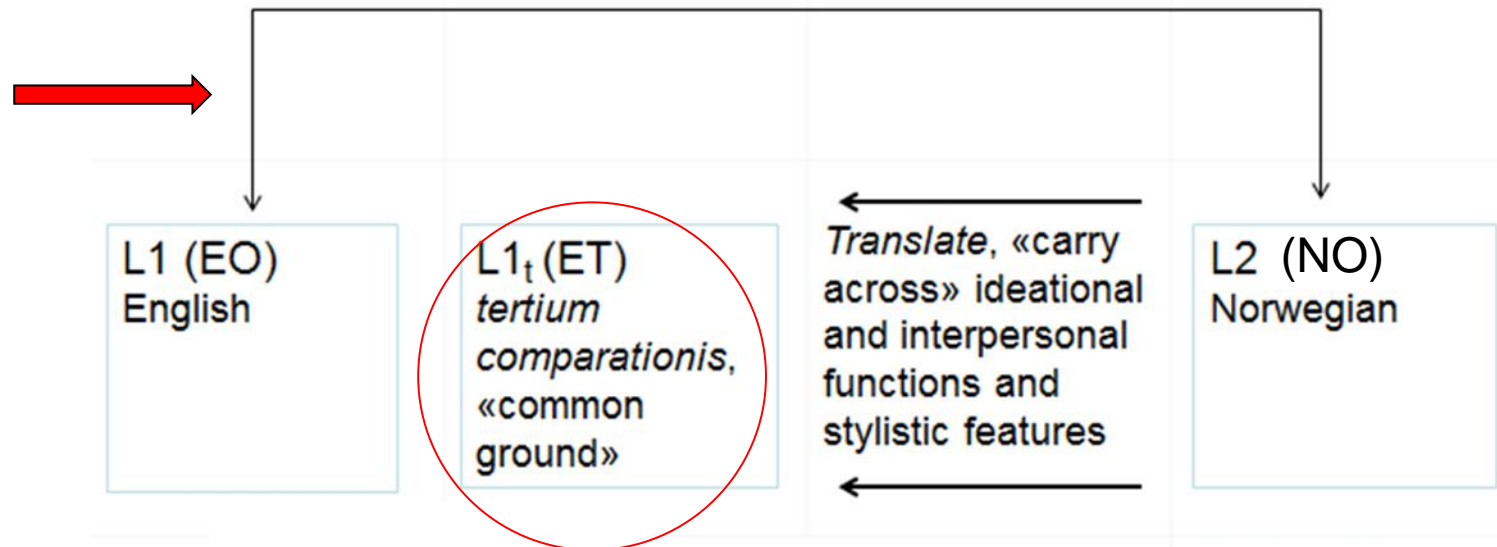 L1 (EO)
English
L1t (ET)
tertium
comparationis,
«common
ground»
Translate, «carry
across» ideational
and interpersonal
functions and
stylistic features
L2 (NO)
Norwegian